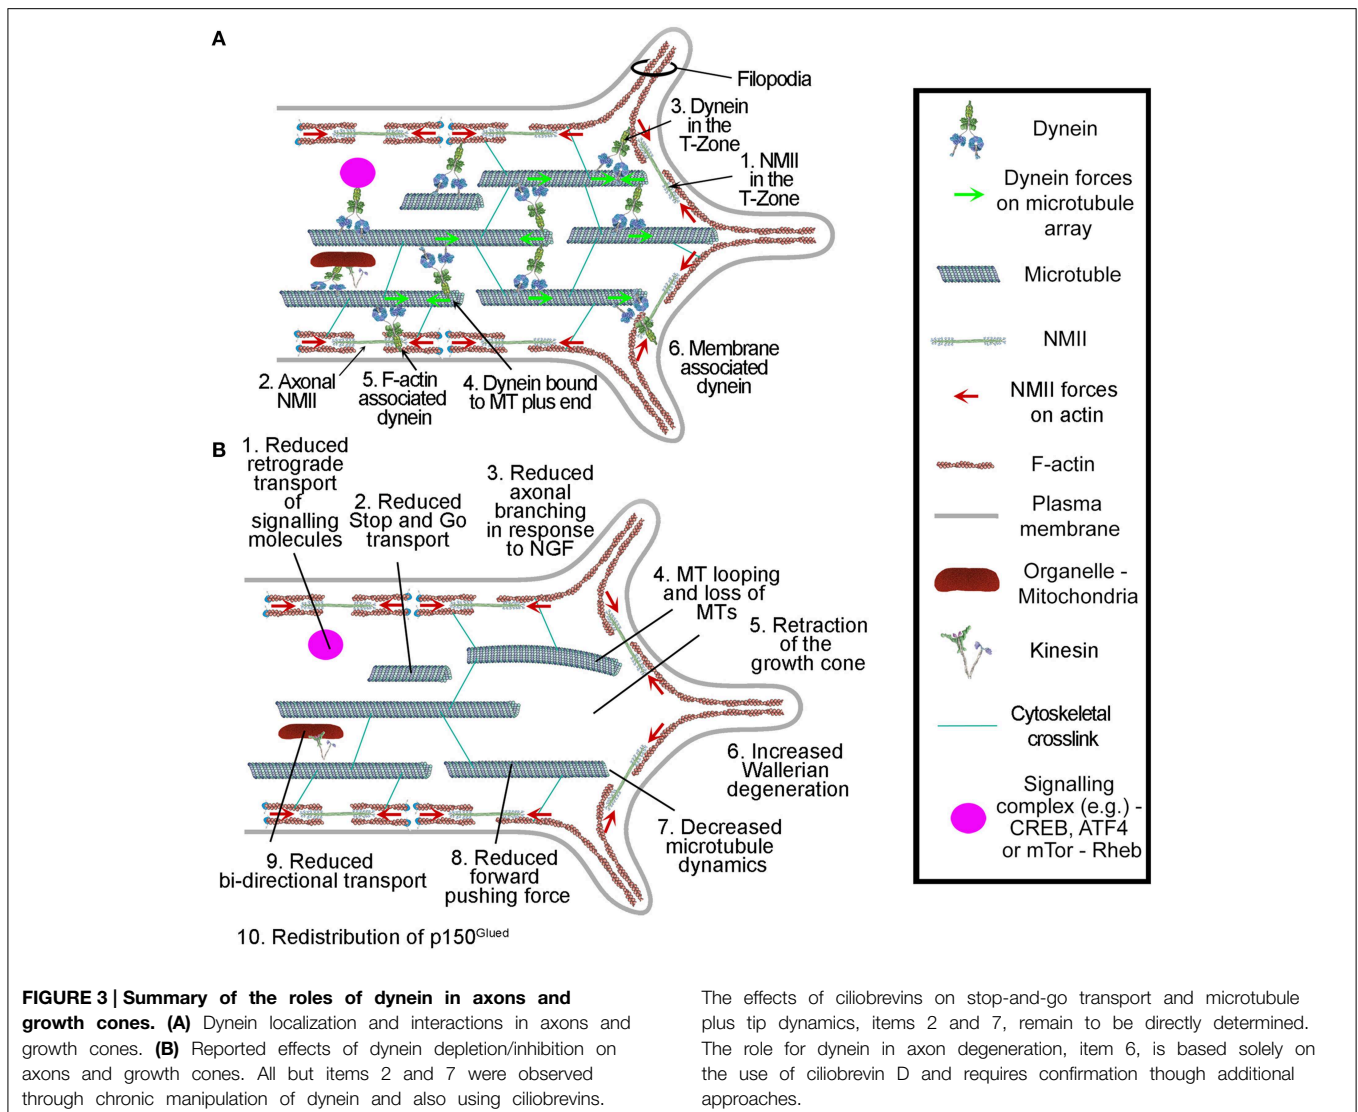 A
Filopodia
3. Dynein
in the
T-Zone
1. NMII
in the
T-Zone
2. Axonal
NMII
5. F-actin
associated
dynein
4. Dynein bound
to MT plus end
6. Membrane
associated
dynein
B
1. Reduced
retrograde
transport
of
signalling
molecules
2. Reduced
Stop and Go
transport
3. Reduced
axonal
branching
in response
to NGF
4. MT looping
and loss of
MTs
5. Retraction
of the
growth cone
6. Increased
Wallerian
degeneration
7. Decreased
microtubule
dynamics
8. Reduced
forward
pushing force
9. Reduced
bi-directional transport
10. Redistribution of p150Glued
Dynein
Dynein forces
on microtubule
array
Microtuble
NMII
NMII forces
on actin
F-actin
Plasma
membrane
Organelle -
Mitochondria
Kinesin
Cytoskeletal
crosslink
Signalling
complex (e.g.) -
CREB, ATF4
or mTor - Rheb
FIGURE 3 | Summary of the roles of dynein in axons and
growth cones. (A) Dynein localization and interactions in axons and
growth cones. (B) Reported effects of dynein depletion/inhibition on
axons and growth cones. All but items 2 and 7 were observed
through chronic manipulation of dynein and also using ciliobrevins.
The effects of ciliobrevins on stop-and-go transport and microtubule
plus tip dynamics, items 2 and 7, remain to be directly determined.
The role for dynein in axon degeneration, item 6, is based solely on
the use of ciliobrevin D and requires confirmation though additional
approaches.